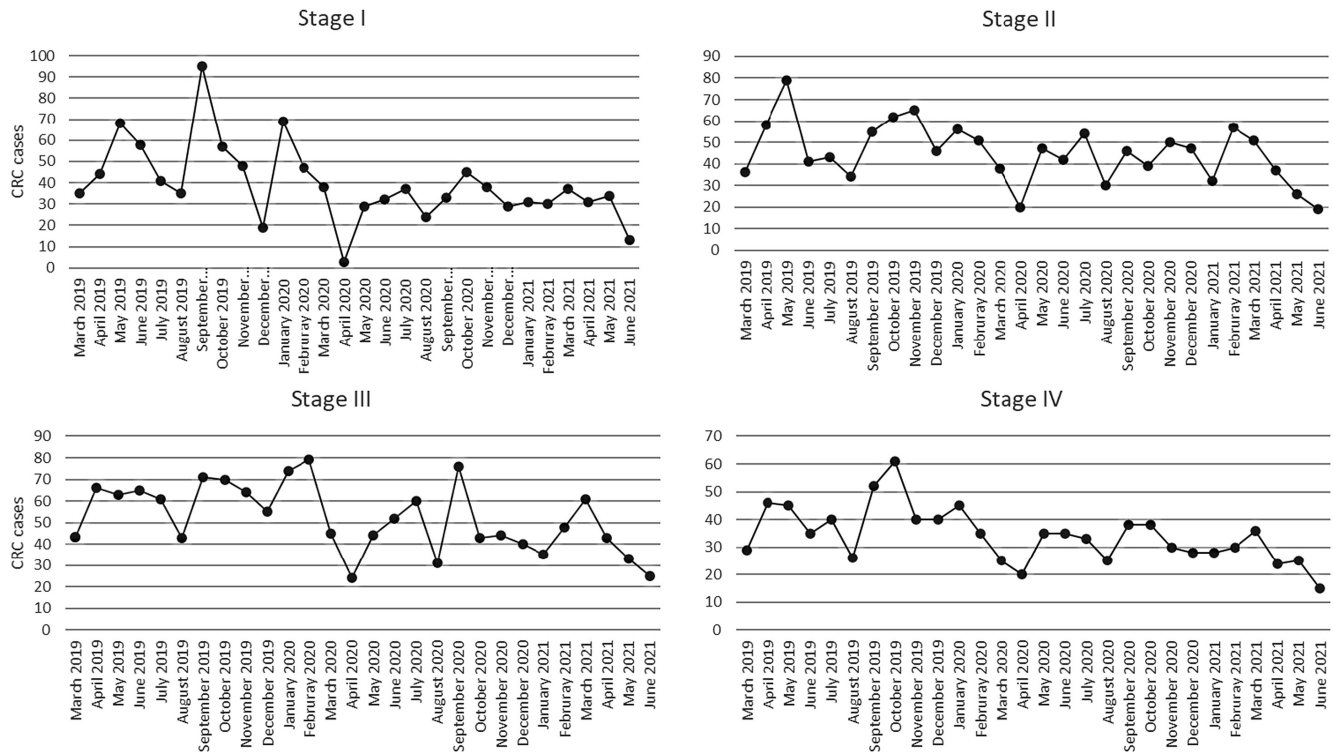 Stage I
CRC cases
100
90
80
70
60
50
40
30
20
10
0
March 2019
April 2019
May 2019
June 2019
July 2019
August 2019
September...
October 2019
November...
December...
January 2020
Februray 2020
March 2020
April 2020
May 2020
June 2020
July 2020
August 2020
September...
October 2020
November...
December...
January 2021
Februray 2021
March 2021
April 2021
May 2021
June 2021
Stage II
90
80
70
60
50
40
30
20
10
0
March 2019
April 2019
May 2019
June 2019
July 2019
August 2019
September 2019
October 2019
November 2019
December 2019
January 2020
Februray 2020
March 2020
April 2020
May 2020
June 2020
July 2020
August 2020
September 2020
October 2020
November 2020
December 2020
January 2021
Februray 2021
March 2021
April 2021
May 2021
June 2021
Stage III
CRC cases
90
80
70
60
50
40
30
20
10
0
March 2019
April 2019
May 2019
June 2019
July 2019
August 2019
September 2019
October 2019
November 2019
December 2019
January 2020
Februray 2020
March 2020
April 2020
May 2020
June 2020
July 2020
August 2020
September 2020
October 2020
November 2020
December 2020
January 2021
Februray 2021
March 2021
April 2021
May 2021
June 2021
Stage IV
70
60
50
40
30
20
10
0
March 2019
April 2019
May 2019
June 2019
July 2019
August 2019
September 2019
October 2019
November 2019
December 2019
January 2020
Februray 2020
March 2020
April 2020
May 2020
June 2020
July 2020
August 2020
September 2020
October 2020
November 2020
December 2020
January 2021
Februray 2021
March 2021
April 2021
May 2021
June 2021